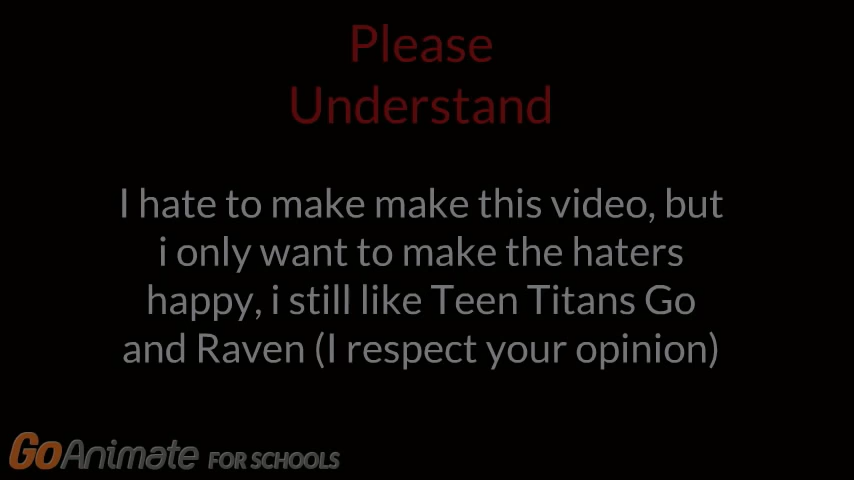 Please
Understand
I hate to make make this video, but
i only want to make the haters
happy, i still like Teen Titans Go
and Raven (I respect your opinion)
GoAnimate FOR SCHOOLS